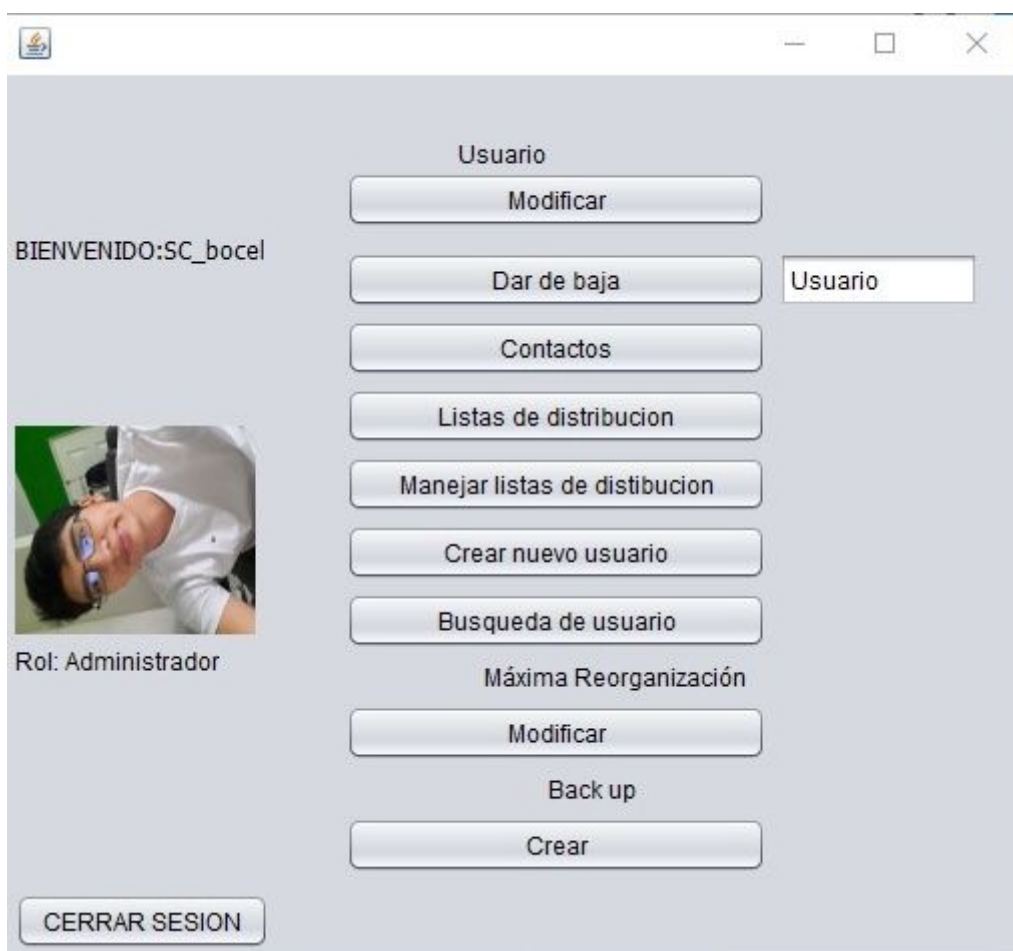 Usuario
Modificar
BIENVENIDO:SC_bocel
Dar de baja
Usuario
Contactos
Listas de distribucion
Manejar listas de distibucion
Crear nuevo usuario
Busqueda de usuario
Rol: Administrador
Máxima Reorganización
Modificar
Back up
Crear
CERRAR SESION